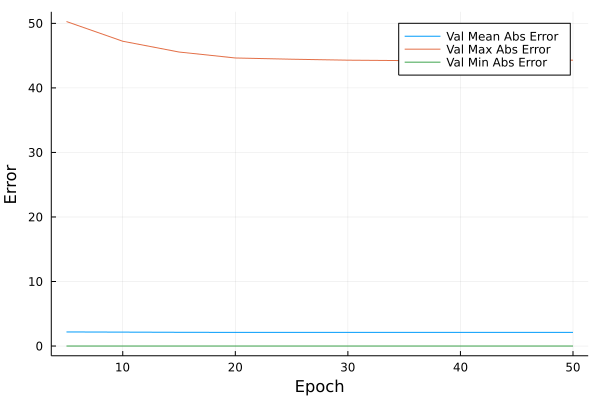 50
40
30
20
10
0
Error
Val Mean Abs Error
Val Max Abs Error
Val Min Abs Error
10 20 30 40 50
Epoch